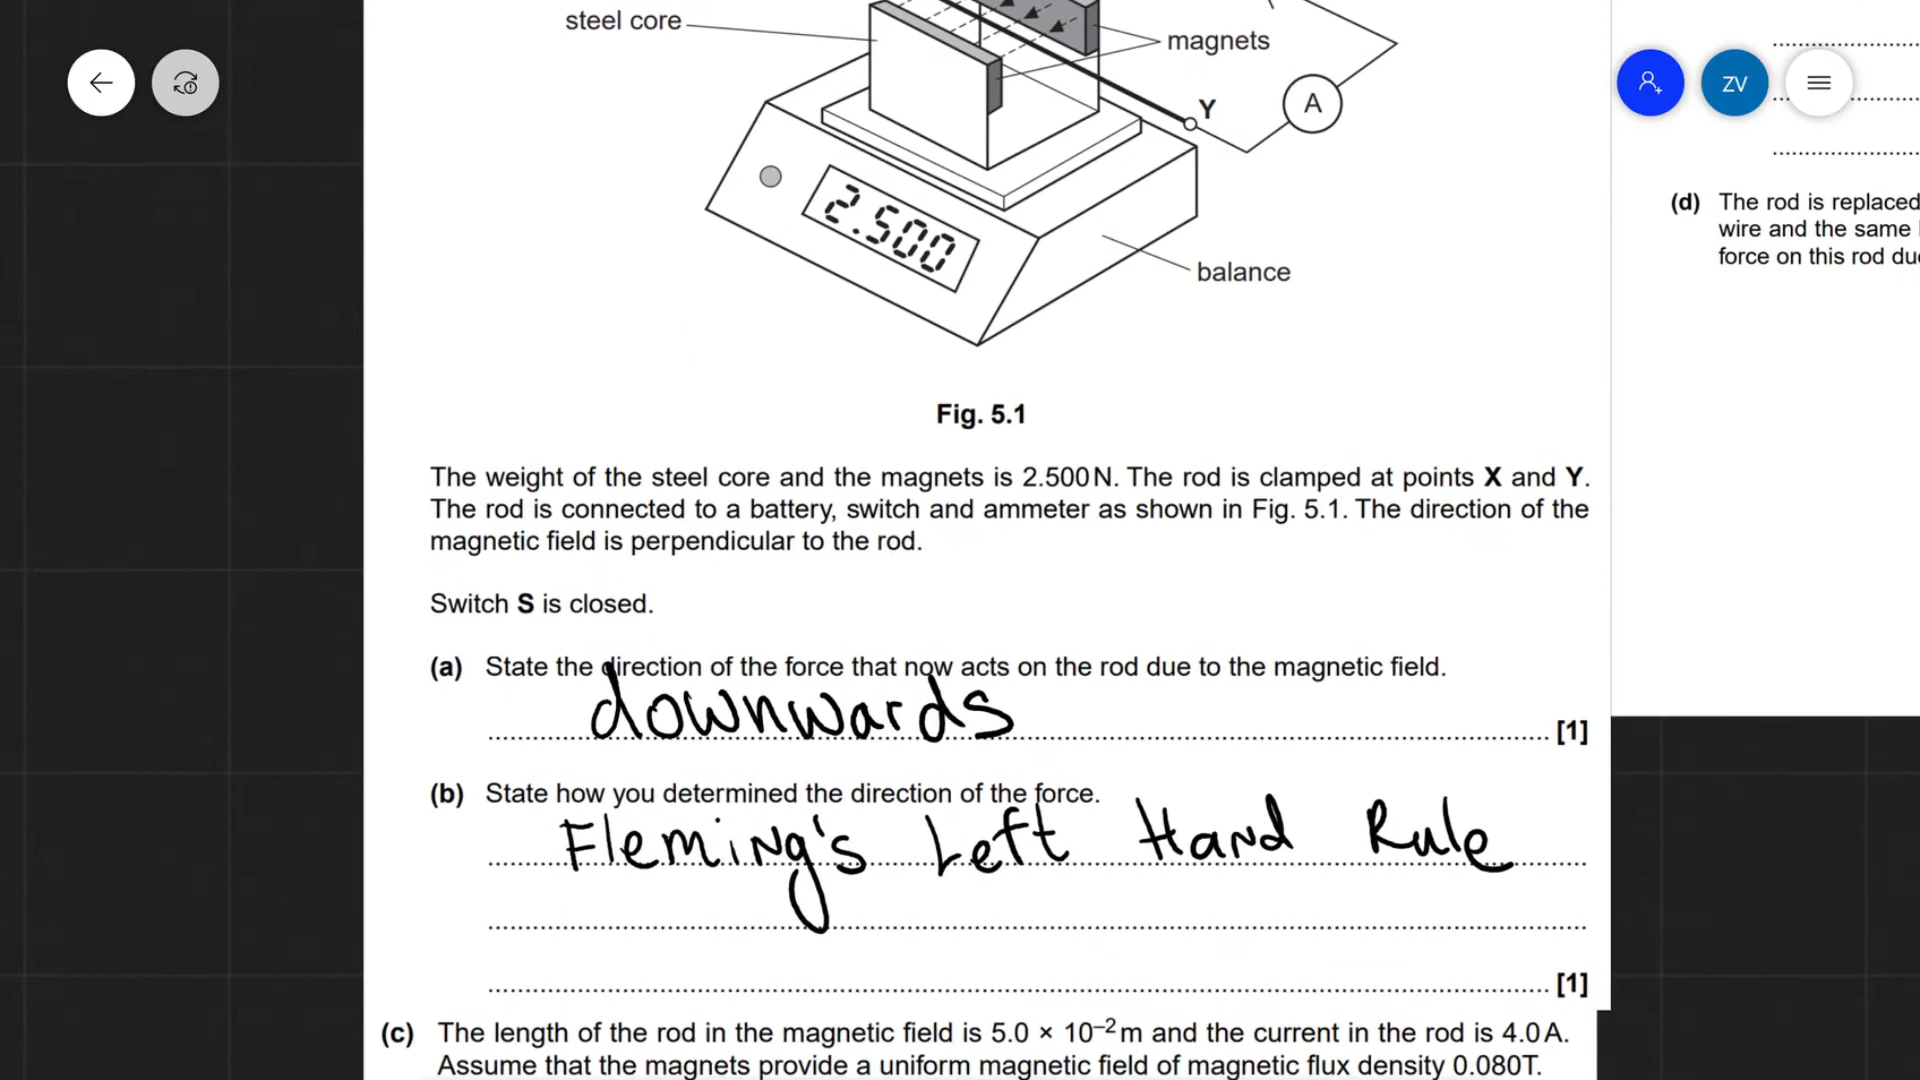 steel core
magnets
Y
A
ZV
2.500
balance
(d) The rod is replaced
wire and the same
force on this rod du
Fig. 5.1
The weight of the steel core and the magnets is 2.500 N. The rod is clamped at points X and Y.
The rod is connected to a battery, switch and ammeter as shown in Fig. 5.1. The direction of the
magnetic field is perpendicular to the rod.
Switch S is closed.
(a) State the direction of the force that now acts on the rod due to the magnetic field.
downwards
[1]
(b) State how you determined the direction of the force.
Fleming's Left Hand Rule
[1]
(c) The length of the rod in the magnetic field is 5.0 × 10⁻² m and the current in the rod is 4.0 A.
Assume that the magnets provide a uniform magnetic field of magnetic flux density 0.080T.